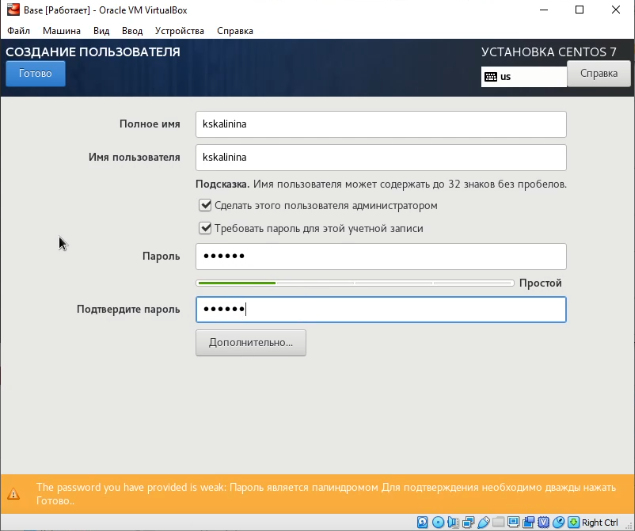 Base [Работает] - Oracle VM VirtualBox
Файл Машина Вид Ввод Устройства Справка
СОЗДАНИЕ ПОЛЬЗОВАТЕЛЯ
УСТАНОВКА CENTOS 7
Готово
us
Справка
Полное имя kskalinina
Имя пользователя kskalinina
Подсказка. Имя пользователя может содержать до 32 знаков без пробелов.
Сделать этого пользователя администратором
Требовать пароль для этой учетной записи
Пароль ••••••
Простой
Подтвердите пароль ••••••
Дополнительно...
The password you have provided is weak: Пароль является палиндромом Для подтверждения необходимо дважды нажать
Готово..
Right Ctrl